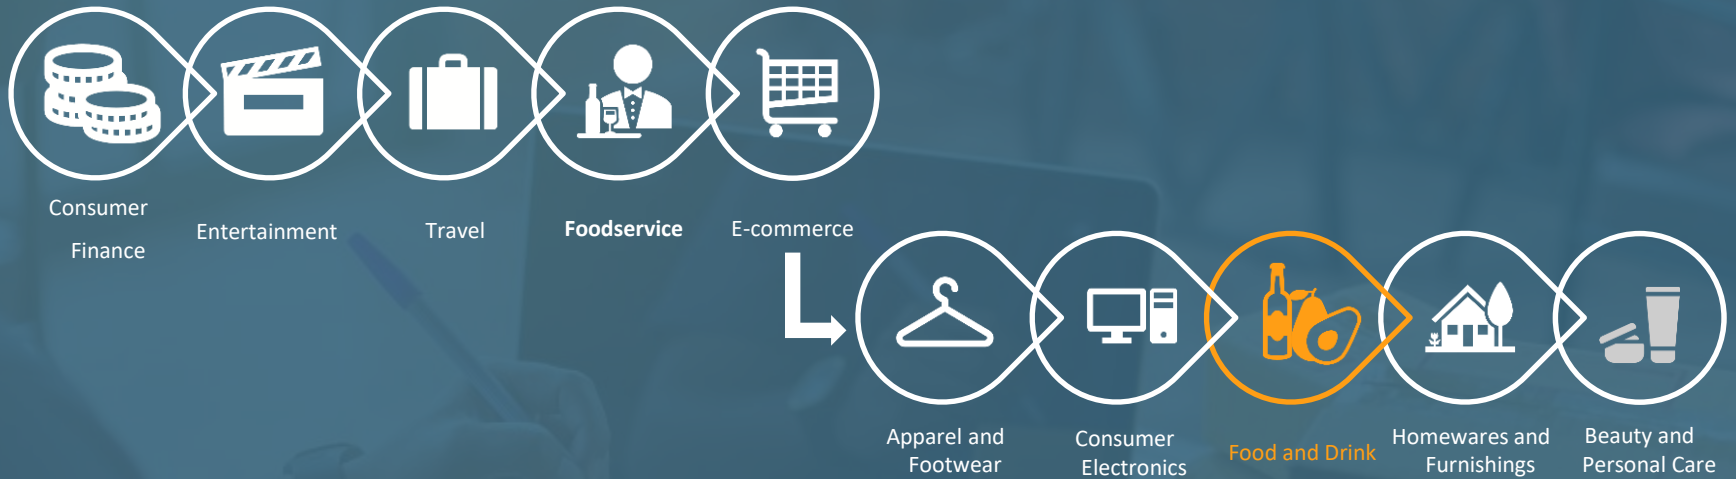 Consumer
Finance
Entertainment
Travel
Foodservice
E-commerce
Apparel and
Footwear
Consumer
Electronics
Food and Drink
Homewares and
Furnishings
Beauty and
Personal Care